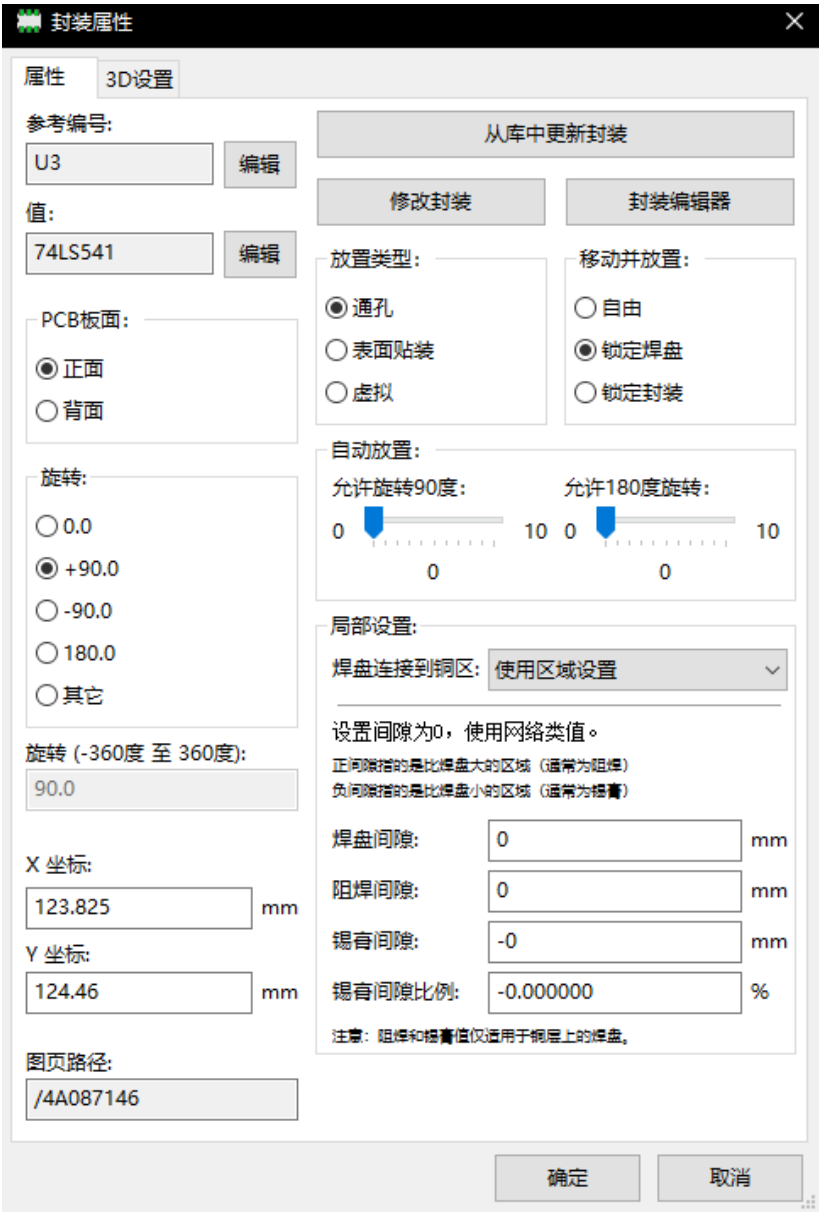 封装属性
属性
3D设置
参考编号:
U3
编辑
值:
74LS541
编辑
PCB板面:
正面
背面
旋转:
0.0
+90.0
-90.0
180.0
其它
旋转 (-360度 至 360度):
90.0
X 坐标:
123.825
mm
Y 坐标:
124.46
mm
图页路径:
/4A087146
从库中更新封装
修改封装
封装编辑器
放置类型:
通孔
表面贴装
虚拟
移动并放置:
自由
锁定焊盘
锁定封装
自动放置:
允许旋转90度:
0
10
0
允许180度旋转:
0
10
0
局部设置:
焊盘连接到铜区:
使用区域设置
设置间隙为0，使用网络类值。
正间隙指的是比焊盘大的区域（通常为阻焊）
负间隙指的是比焊盘小的区域（通常为锡膏）
焊盘间隙:
0
mm
阻焊间隙:
0
mm
锡膏间隙:
-0
mm
锡膏间隙比例:
-0.000000
%
注意：阻焊和锡膏值仅适用于铜层上的焊盘。
确定
取消